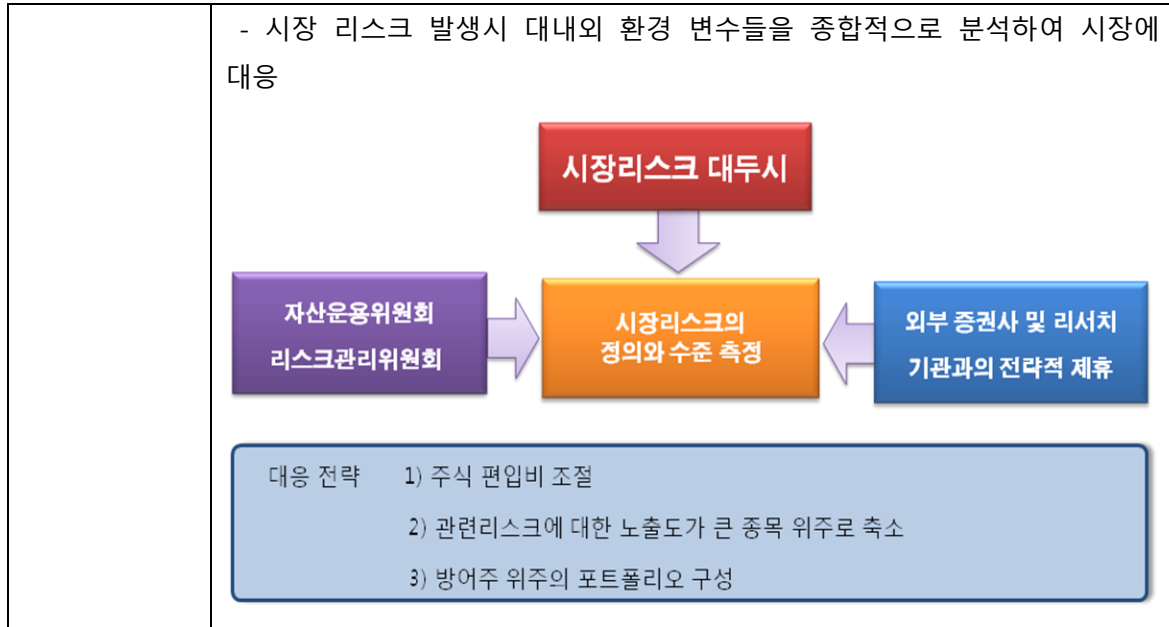 - 시장 리스크 발생시 대내외 환경 변수들을 종합적으로 분석하여 시장에
대응
시장리스크 대두시
자산운용위원회
리스크관리위원회
시장리스크의
정의와 수준 측정
외부 증권사 및 리서치
기관과의 전략적 제휴
대응 전략 1) 주식 편입비 조절
2) 관련리스크에 대한 노출도가 큰 종목 위주로 축소
3) 방어주 위주의 포트폴리오 구성